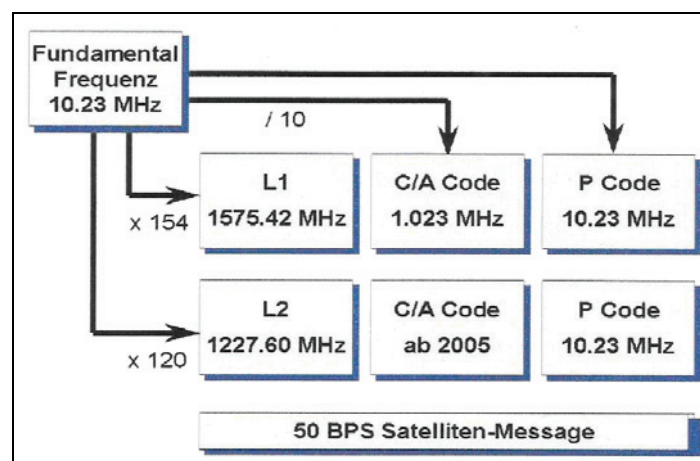 Fundamental
Frequenz
10.23 MHz
/ 10
L1
1575.42 MHz
C/A Code
1.023 MHz
P Code
10.23 MHz
x 154
L2
1227.60 MHz
C/A Code
ab 2005
P Code
10.23 MHz
x 120
50 BPS Satelliten-Message